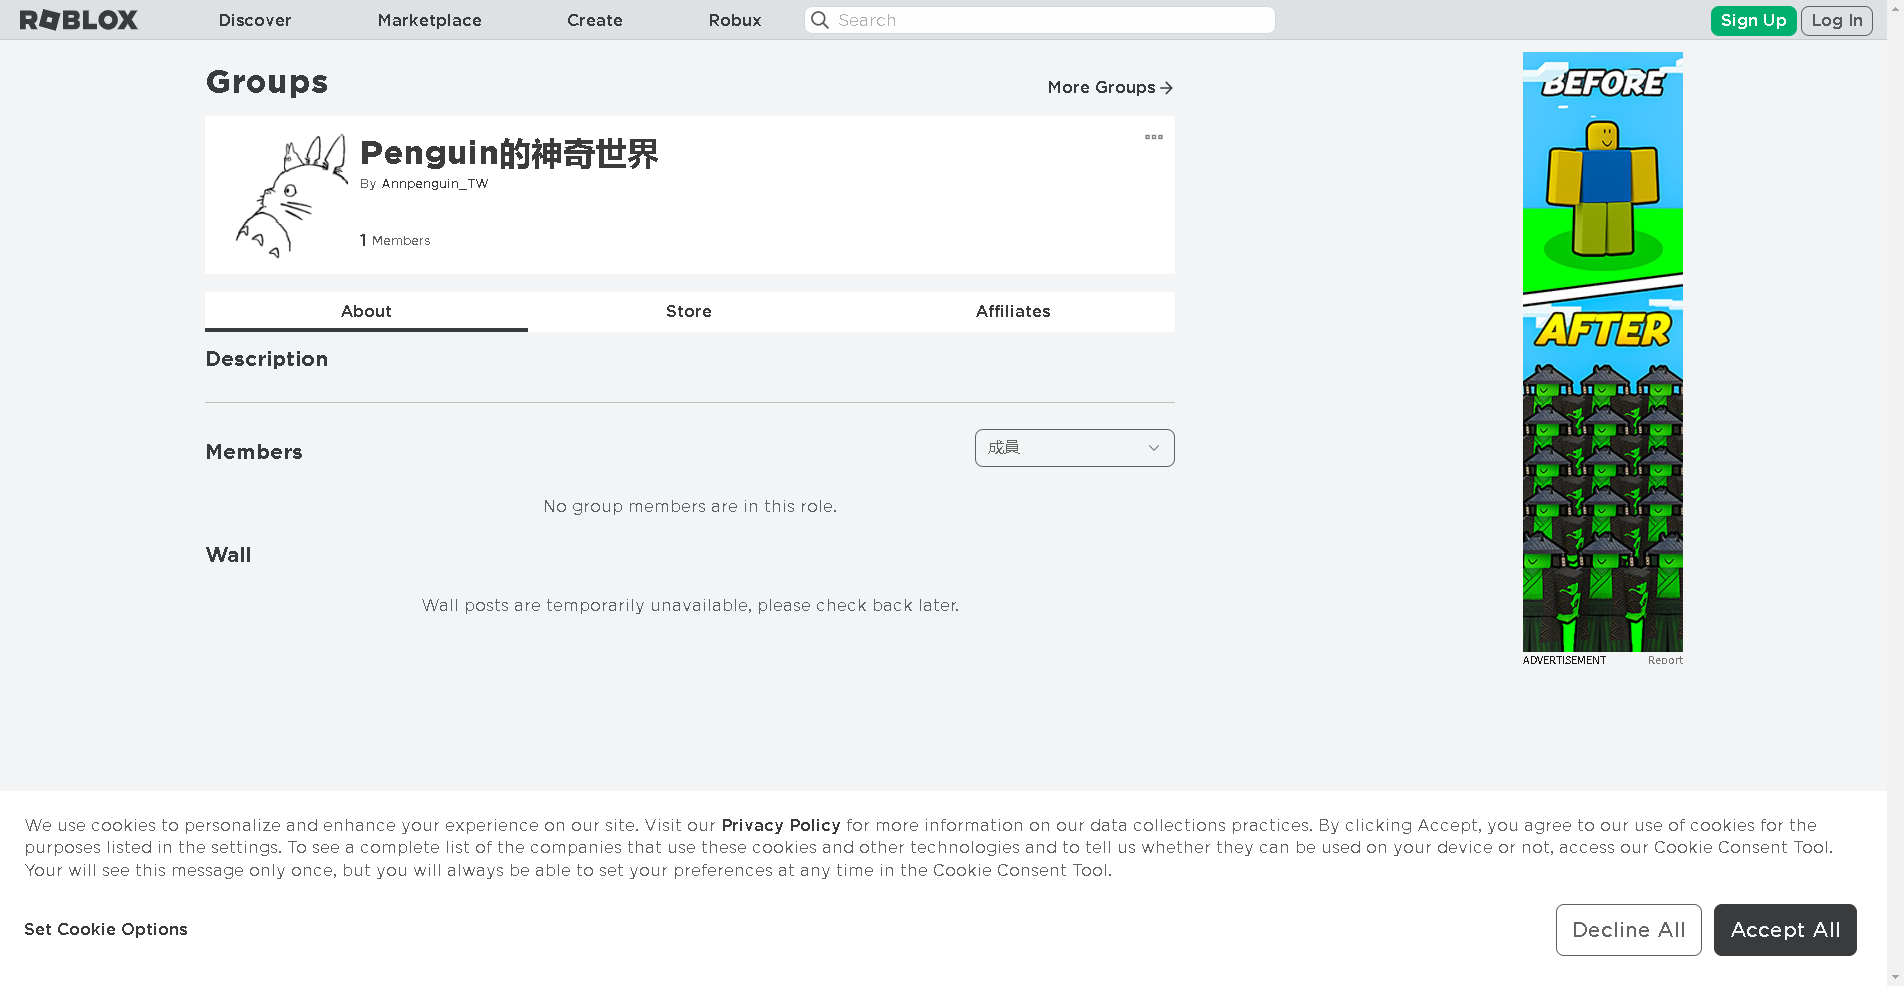 ROBLOX
Discover
Marketplace
Create
Robux
Search
Sign Up
Log In
Groups
More Groups
Penguin的神奇世界
By Annpenguin_TW
1 Members
About
Store
Affiliates
Description
Members
成員
No group members are in this role.
Wall
Wall posts are temporarily unavailable, please check back later.
BEFORE
AFTER
ADVERTISEMENT
Report
We use cookies to personalize and enhance your experience on our site. Visit our Privacy Policy for more information on our data collections practices. By clicking Accept, you agree to our use of cookies for the
purposes listed in the settings. To see a complete list of the companies that use these cookies and other technologies and to tell us whether they can be used on your device or not, access our Cookie Consent Tool.
Your will see this message only once, but you will always be able to set your preferences at any time in the Cookie Consent Tool.
Set Cookie Options
Decline All
Accept All